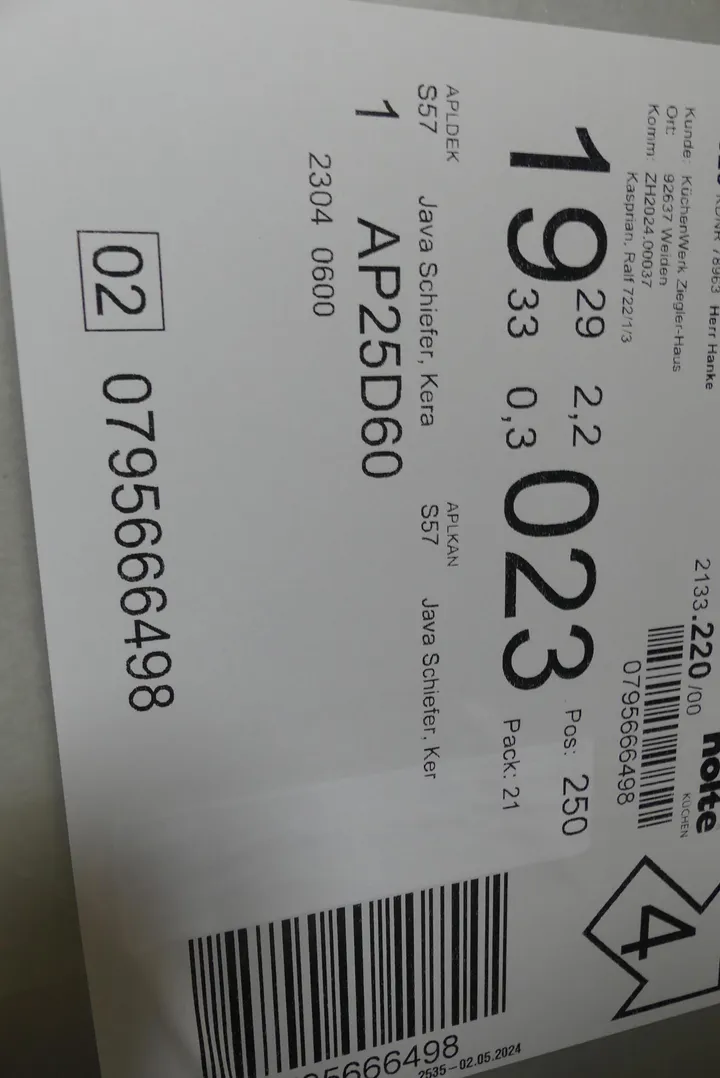 78963 Herr Hanke
Kunde: KüchenWerk Ziegler-Haus
Ort: 92637 Weiden
Komm: ZH2024.00037
Kasprian, Ralf 722/1/3
2133.220/00
nolte
KÜCHEN
0795666498
4
19 29 2,2 023 Pos: 250
33 0,3 Pack: 21
APLDEK APLKAN
S57 Java Schiefer, Kera S57 Java Schiefer, Ker
1 AP25D60
2304 0600
02 0795666498
95666498
2535-02.05.2024